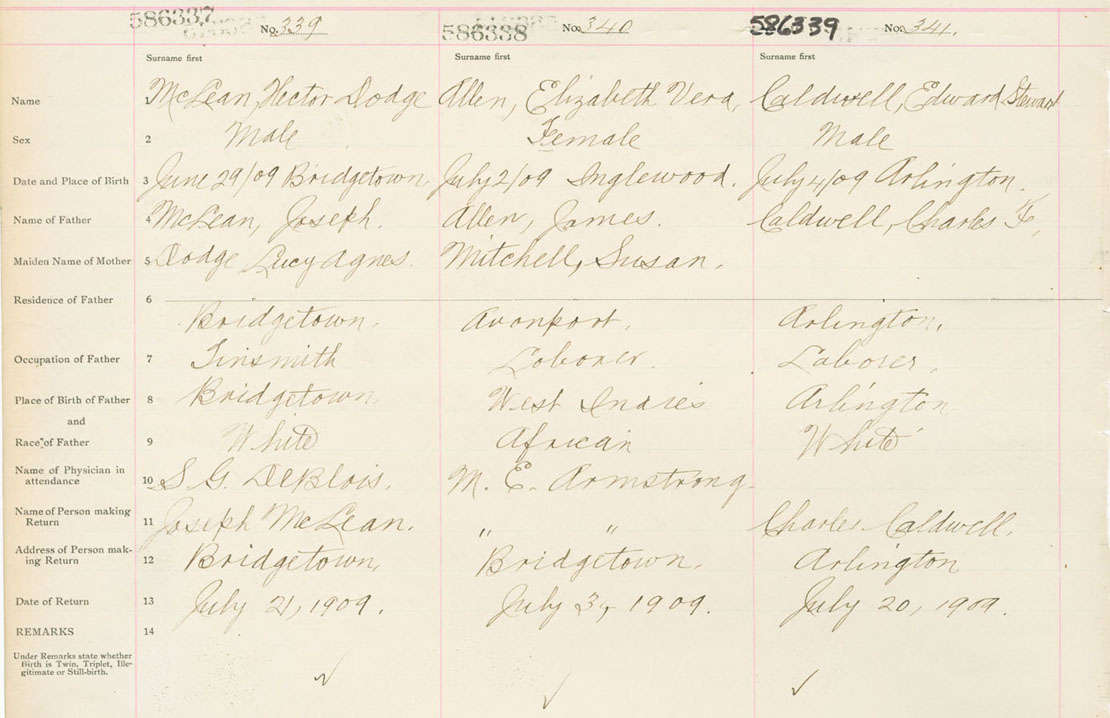 586337 No. 339 586338 No. 340 586339 No. 341.
Surname first Surname first Surname first
Name McLean, Hector Dodge Allen, Elizabeth Vera, Caldwell, Edward Stewart
Sex 2 Male Female Male
Date and Place of Birth 3 June 29/09 Bridgetown. July 2/09 Inglewood. July 4/09 Arlington.
Name of Father 4 McLean, Joseph. Allen, James. Caldwell, Charles F,
Maiden Name of Mother 5 Dodge Lucy Agnes. Mitchell, Susan.
Residence of Father 6
Bridgetown. Avonport. Arlington.
Occupation of Father 7 Tinsmith Laborer. Laborer.
Place of Birth of Father 8 Bridgetown. West Indies Arlington
and
Race of Father 9 White African White
Name of Physician in
attendance 10 S. G. DeBlois. M. E. Armstrong.
Name of Person making
Return 11 Joseph McLean. " " Charles Caldwell.
Address of Person mak-
ing Return 12 Bridgetown. Bridgetown. Arlington
Date of Return 13 July 21, 1909. July 3, 1909. July 20, 1909.
REMARKS 14
Under Remarks state whether
Birth is Twin, Triplet, Ille-
gitimate or Still-birth.